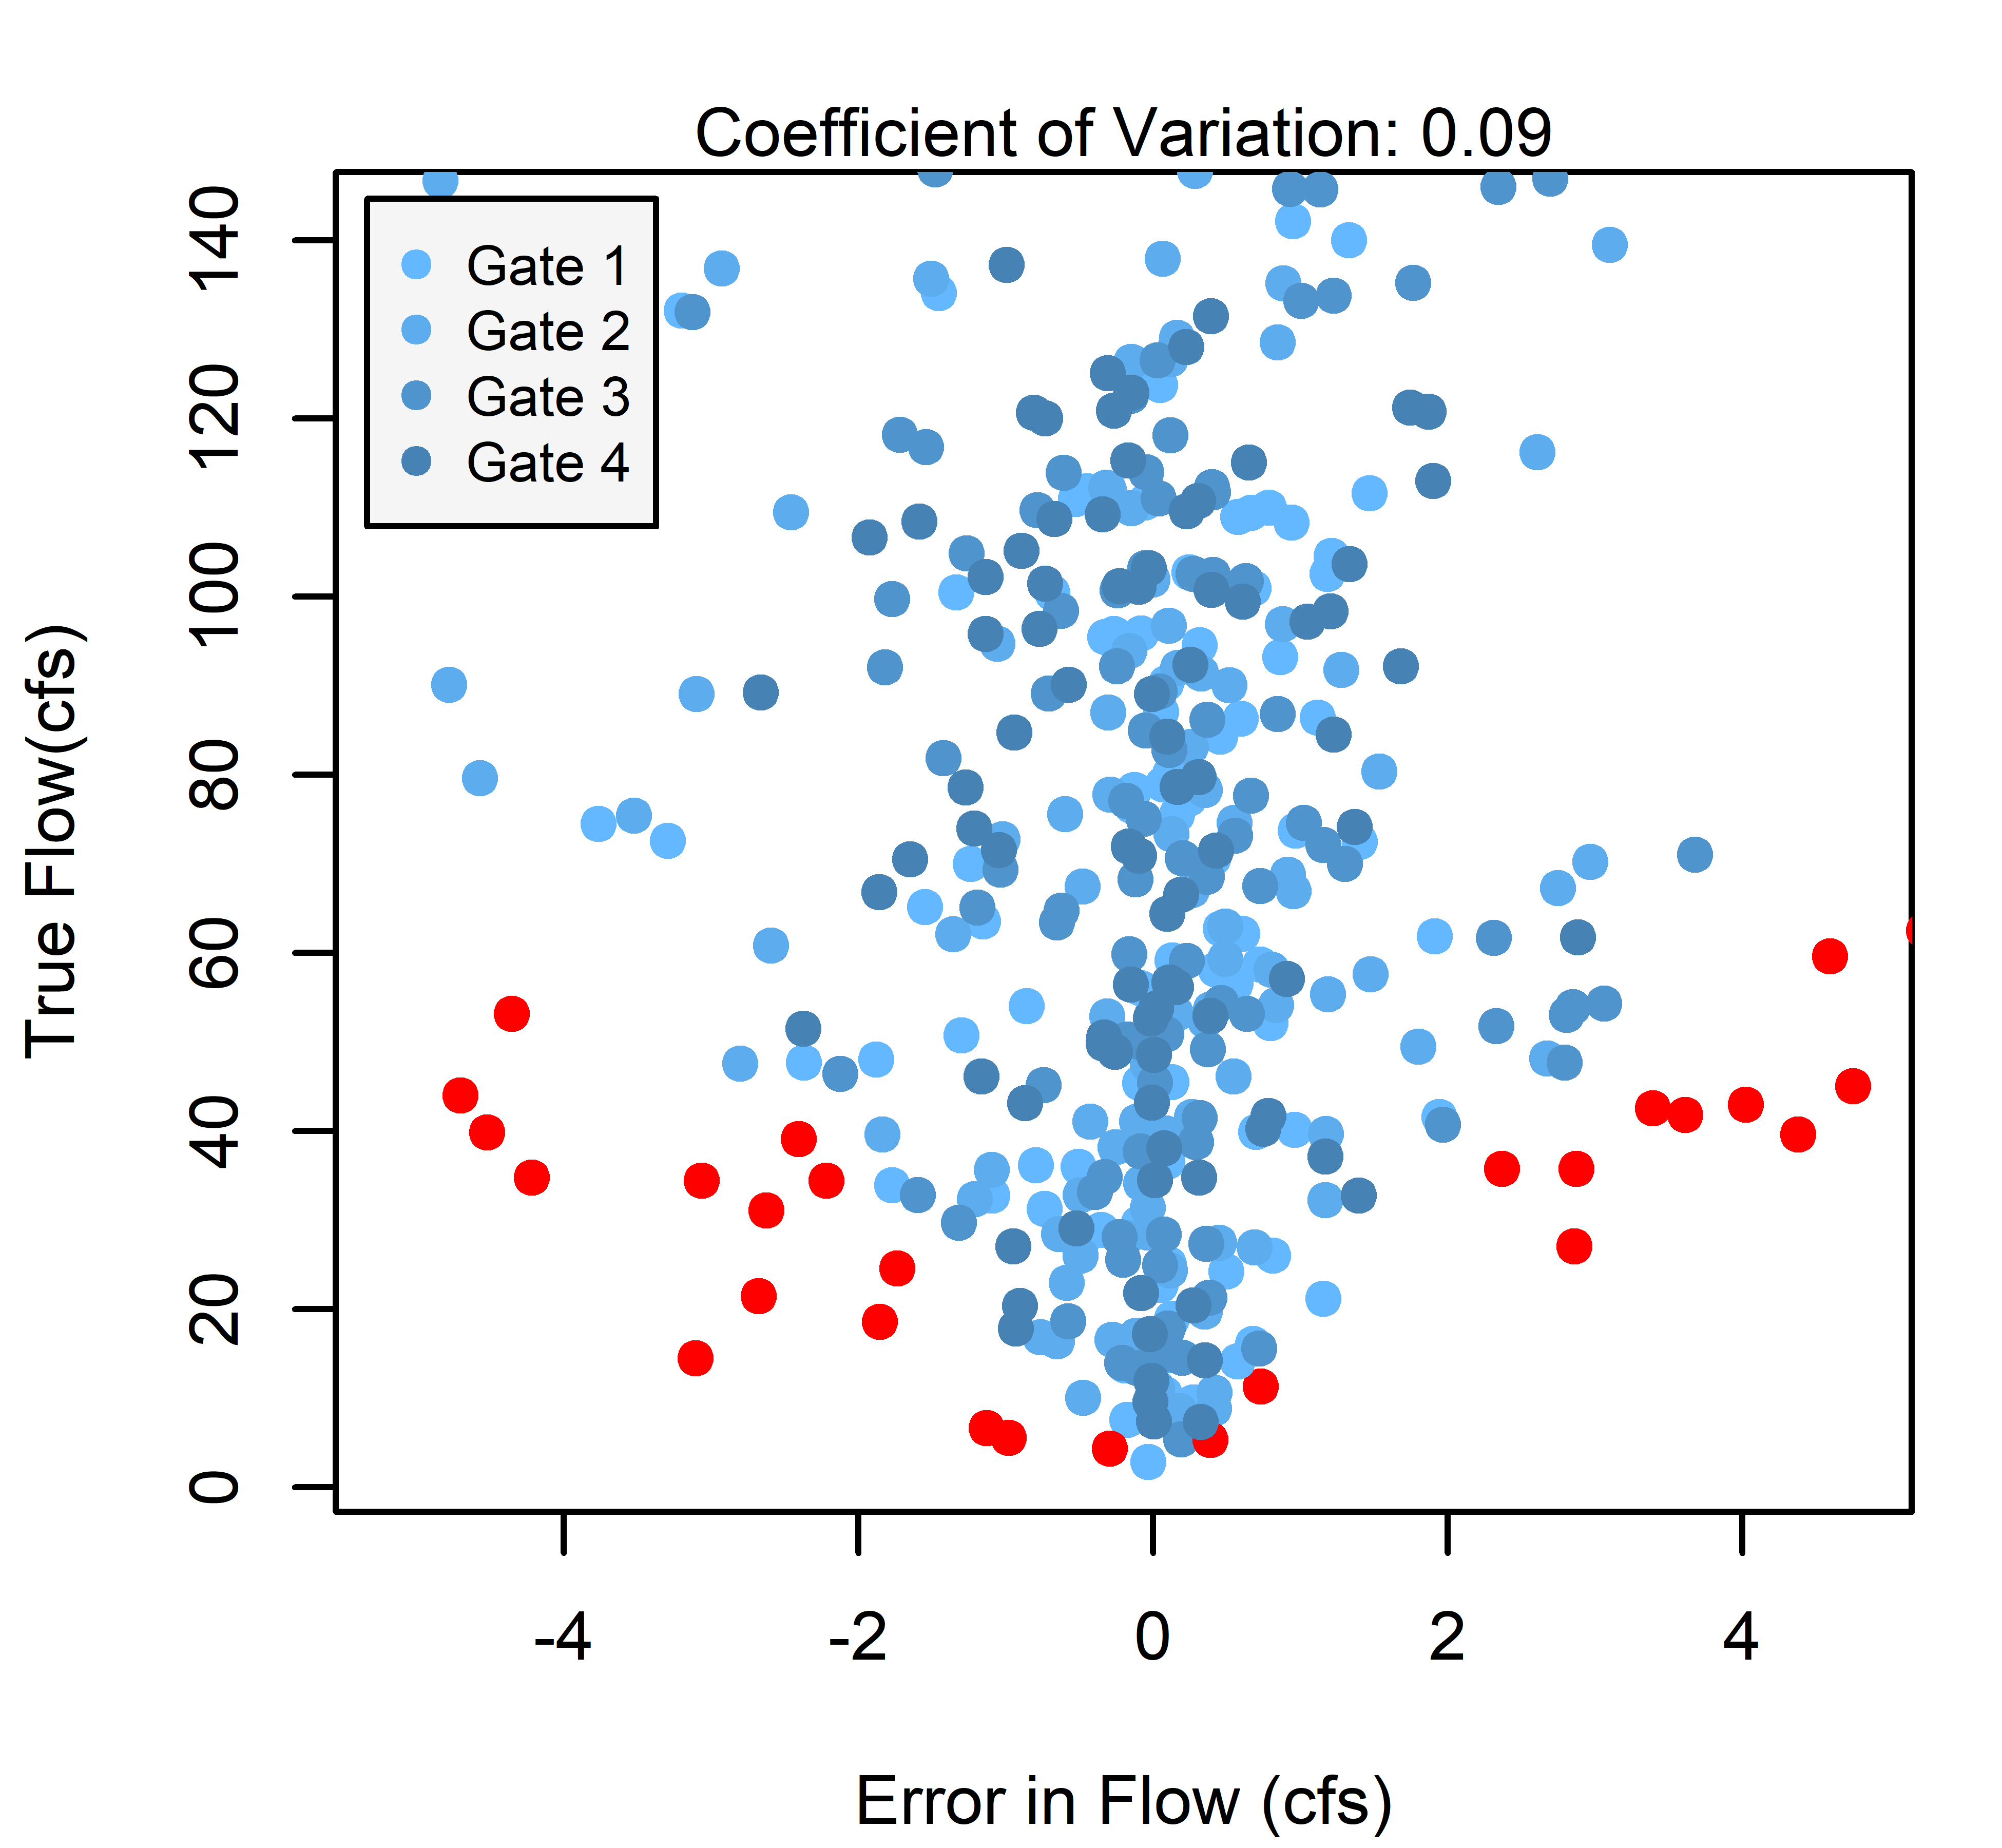 Coefficient of Variation: 0.09
Gate 1
Gate 2
Gate 3
Gate 4
True Flow(cfs)
140
120
100
80
60
40
20
0
-4 -2 0 2 4
Error in Flow (cfs)